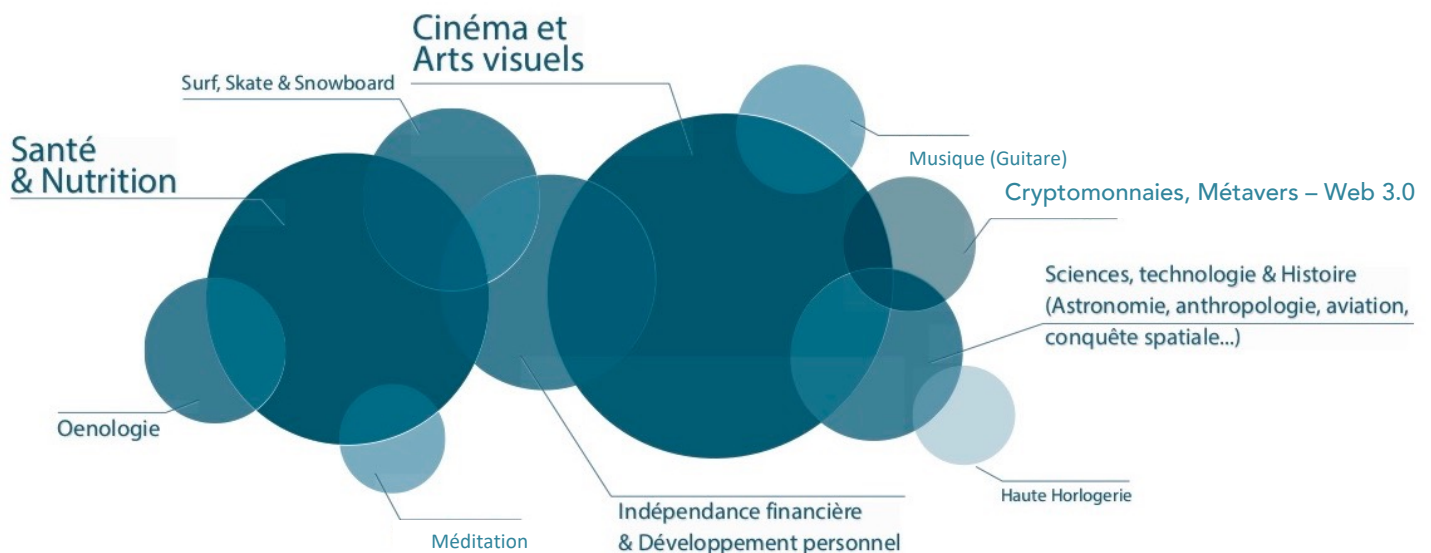 Cinéma et
Arts visuels
Surf, Skate & Snowboard
Santé
& Nutrition
Musique (Guitare)
Cryptomonnaies, Métavers – Web 3.0
Sciences, technologie & Histoire
(Astronomie, anthropologie, aviation,
conquête spatiale...)
Oenologie
Haute Horlogerie
Indépendance financière
& Développement personnel
Méditation